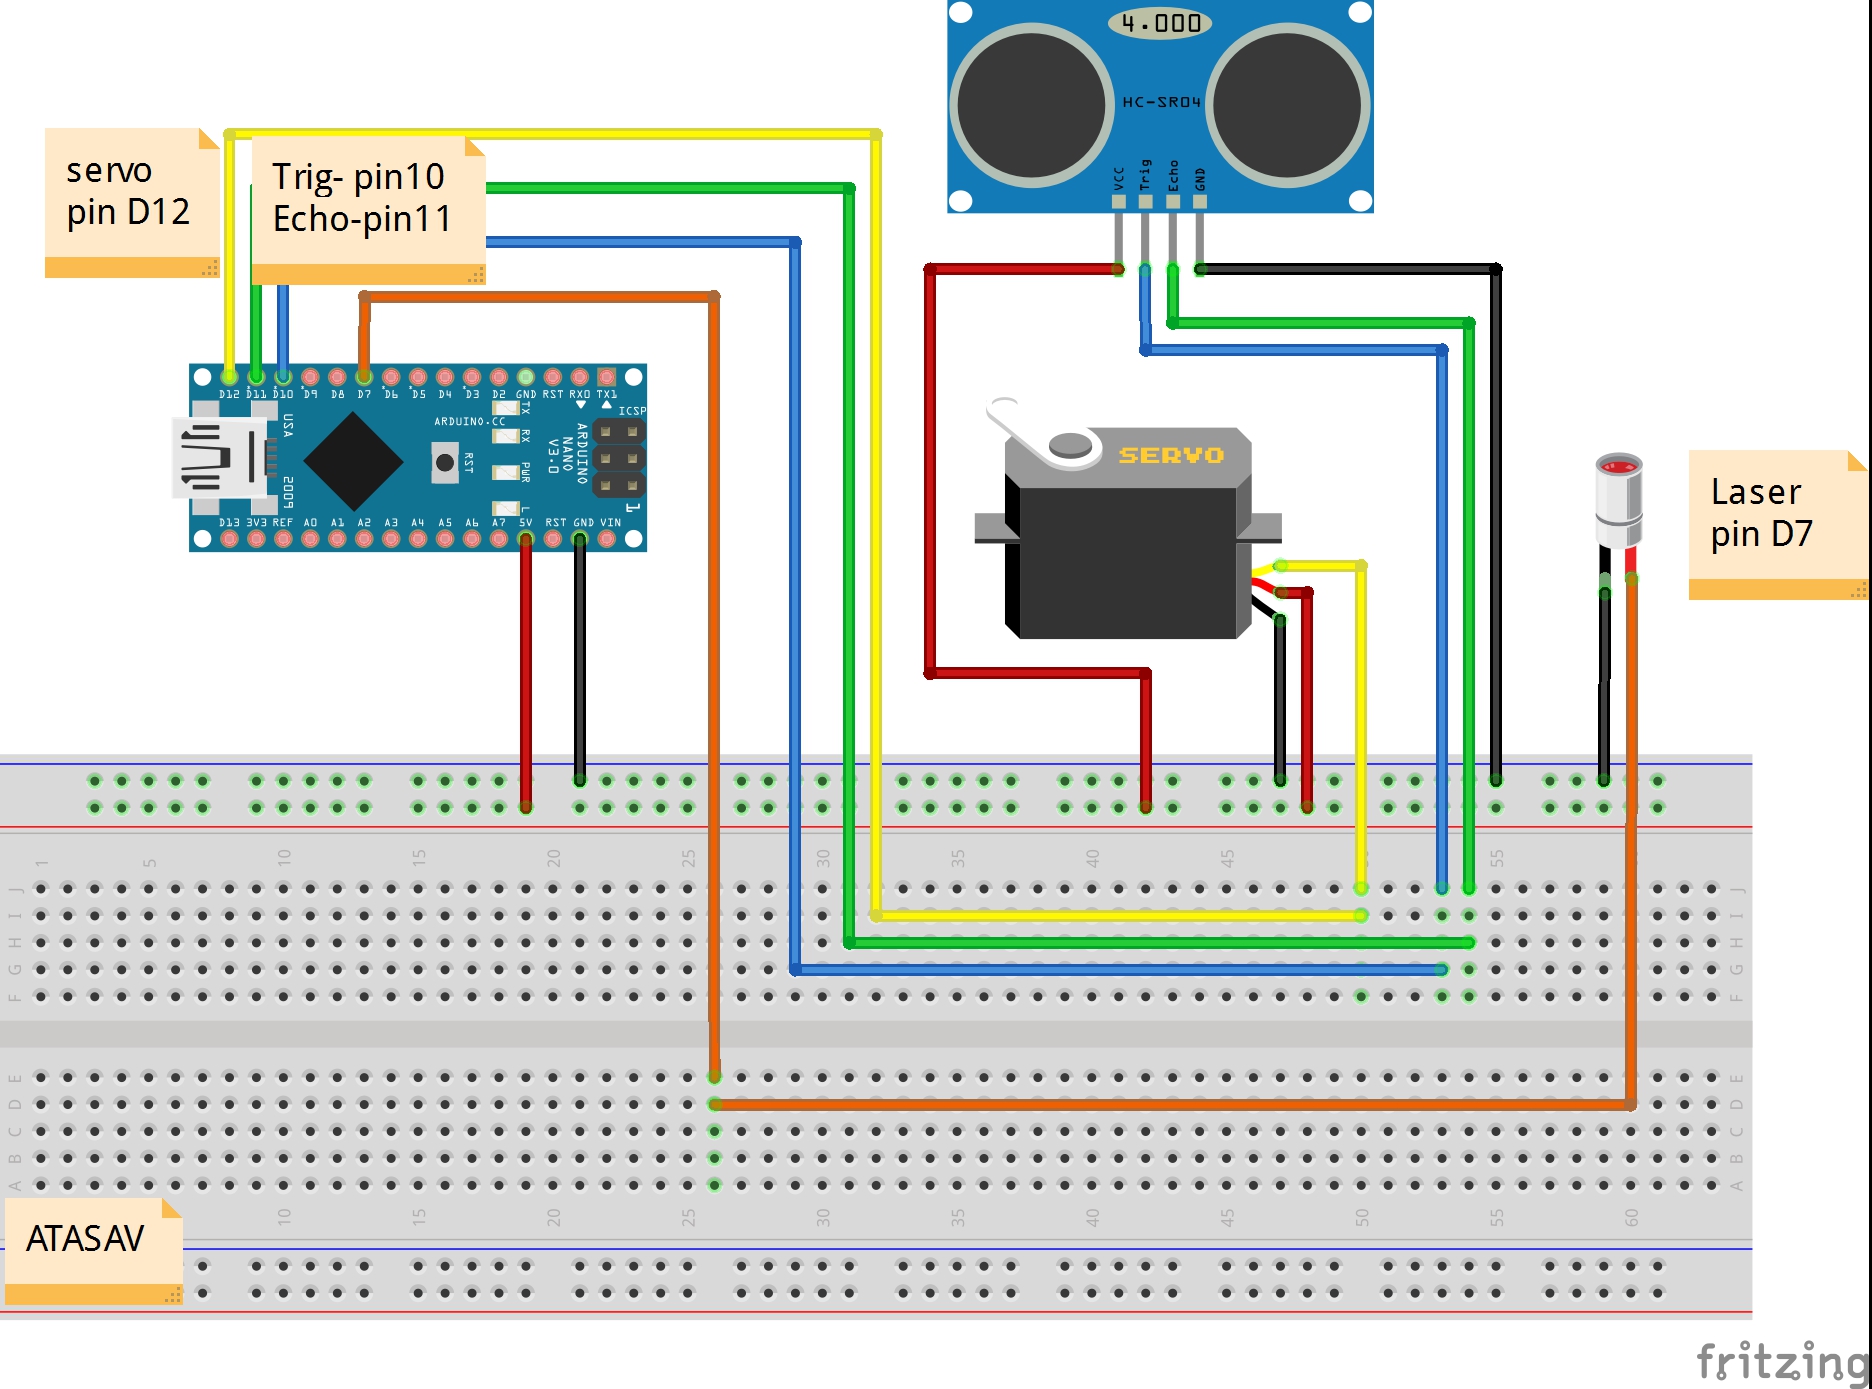 4.000
HC-SR04
VCC Trig Echo GND
servo
pin D12
Trig- pin10
Echo-pin11
D12 D11 D10 D9 D8 D7 D6 D5 D4 D3 D2 GND RST RX0 TX1
USA
ARDUINO.CC
TX
RX
PWR
L
RST
ICSP
ARDUINO
NANO
V3.0
1
D13 3V3 REF A0 A1 A2 A3 A4 A5 A6 A7 5V RST GND VIN
SERVO
Laser
pin D7
1 5 10 15 20 25 30 35 40 45 55
J J
I I
H H
G G
F F
E E
D D
C C
B B
A A
10 15 20 25 30 35 40 45 50 55 60
ATASAV
fritzing